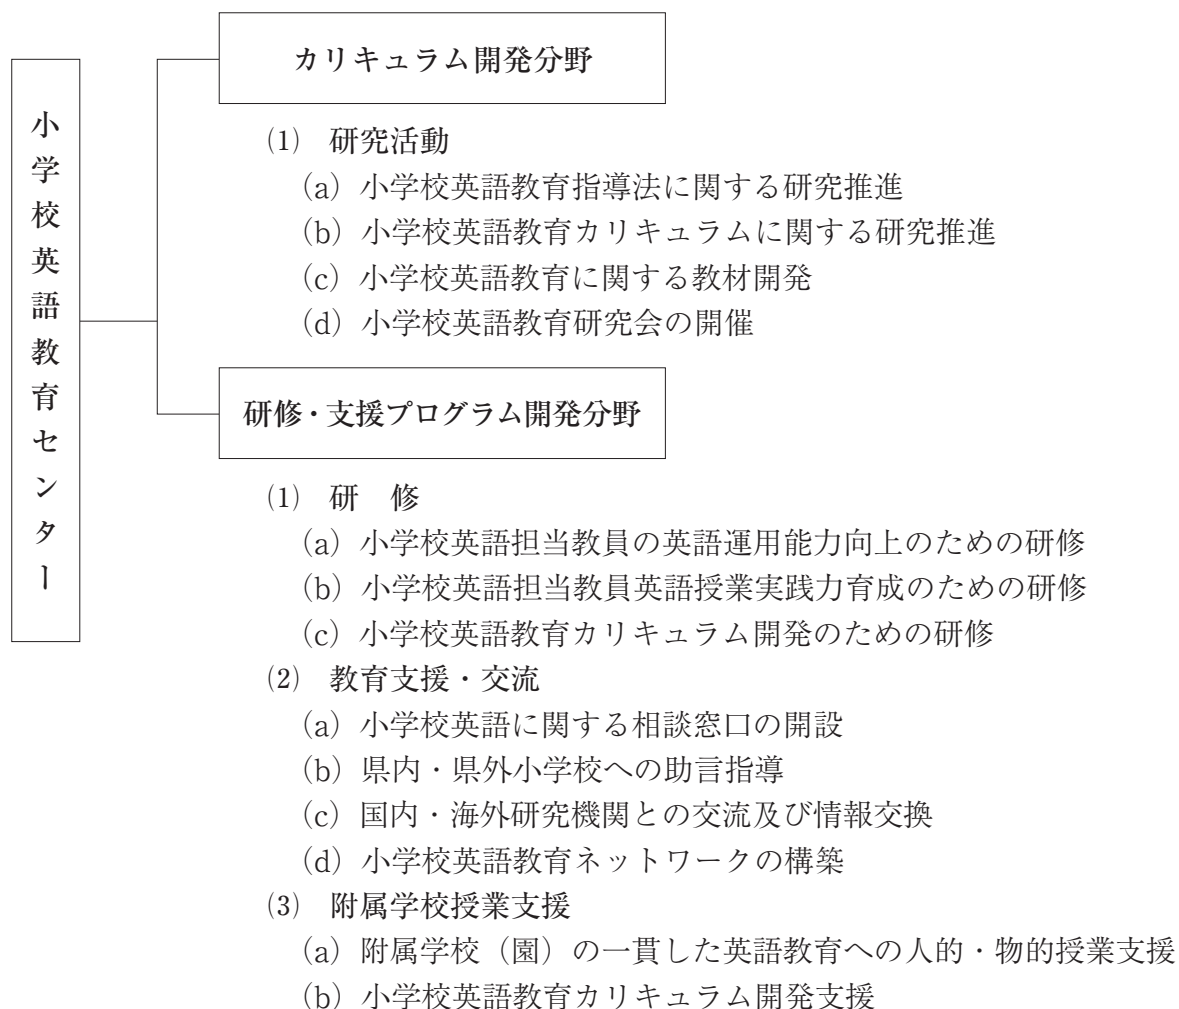 小学校英語教育センター
カリキュラム開発分野
(1) 研究活動
(a) 小学校英語教育指導法に関する研究推進
(b) 小学校英語教育カリキュラムに関する研究推進
(c) 小学校英語教育に関する教材開発
(d) 小学校英語教育研究会の開催
研修・支援プログラム開発分野
(1) 研　修
(a) 小学校英語担当教員の英語運用能力向上のための研修
(b) 小学校英語担当教員英語授業実践力育成のための研修
(c) 小学校英語教育カリキュラム開発のための研修
(2) 教育支援・交流
(a) 小学校英語に関する相談窓口の開設
(b) 県内・県外小学校への助言指導
(c) 国内・海外研究機関との交流及び情報交換
(d) 小学校英語教育ネットワークの構築
(3) 附属学校授業支援
(a) 附属学校（園）の一貫した英語教育への人的・物的授業支援
(b) 小学校英語教育カリキュラム開発支援